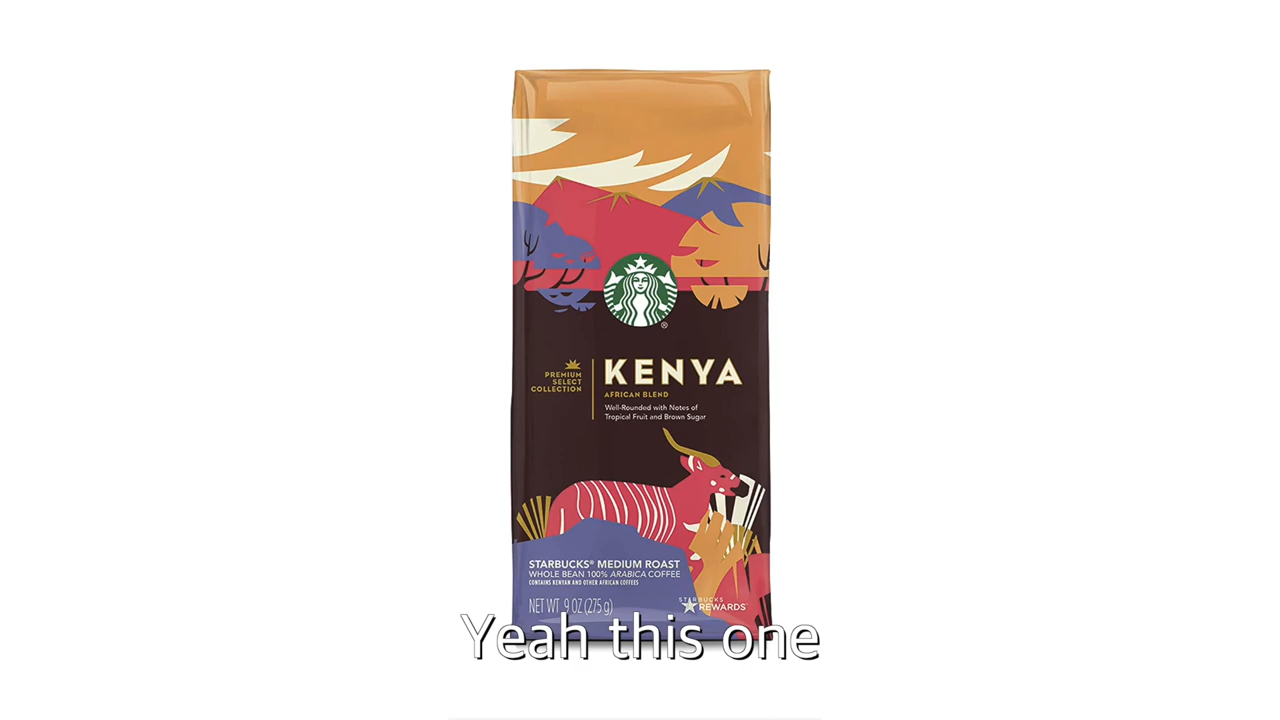 ®
PREMIUM
SELECT
COLLECTION
KENYA
AFRICAN BLEND
Well-Rounded with Notes of
Tropical Fruit and Brown Sugar
STARBUCKS® MEDIUM ROAST
WHOLE BEAN 100% ARABICA COFFEE
CONTAINS KENYAN AND OTHER AFRICAN COFFEES
NET WT 9 OZ (275 g)
STARBUCKS
REWARDS
Yeah this one